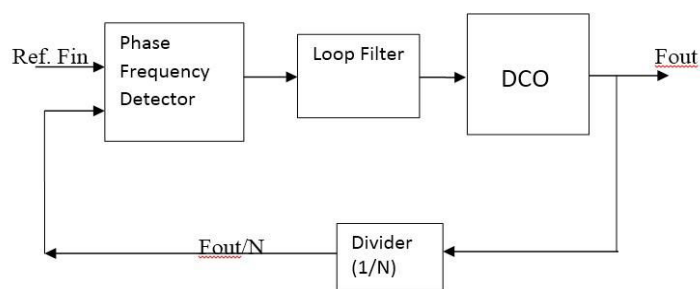 Ref. Fin
Phase
Frequency
Detector
Loop Filter
DCO
Fout
Fout/N
Divider
(1/N)